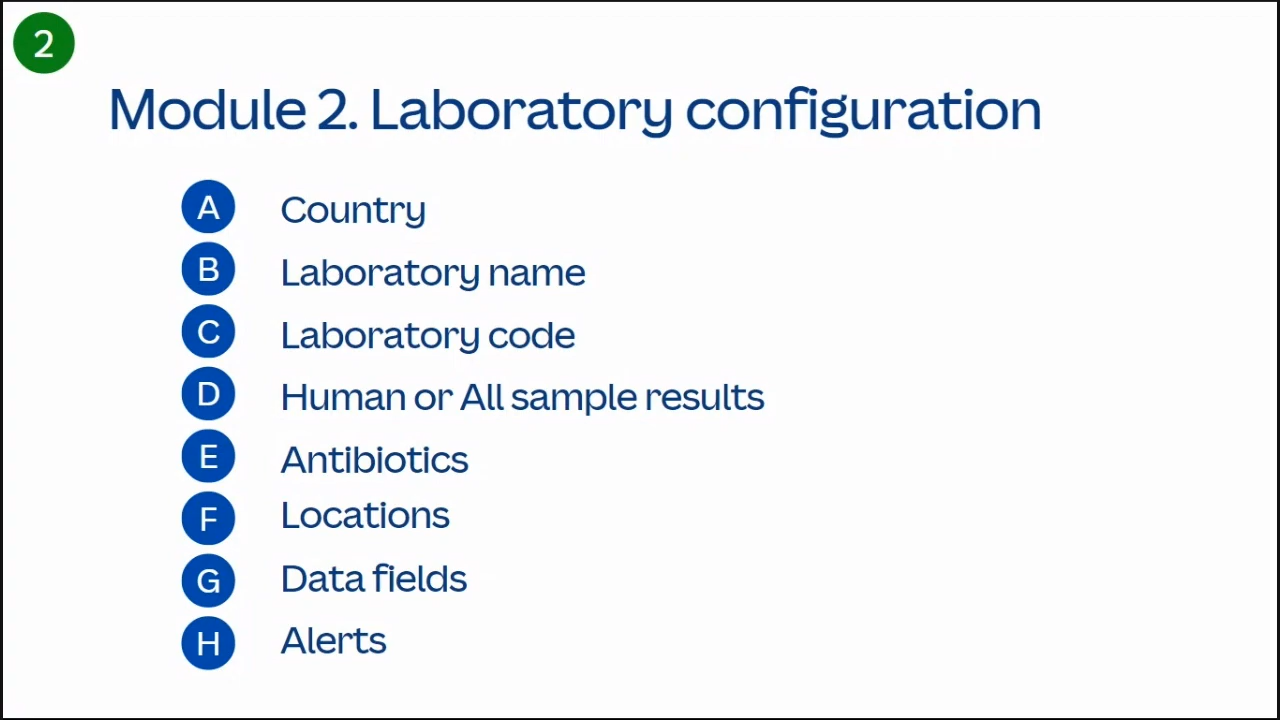 2
Module 2. Laboratory configuration
A Country
B Laboratory name
C Laboratory code
D Human or All sample results
E Antibiotics
F Locations
G Data fields
H Alerts